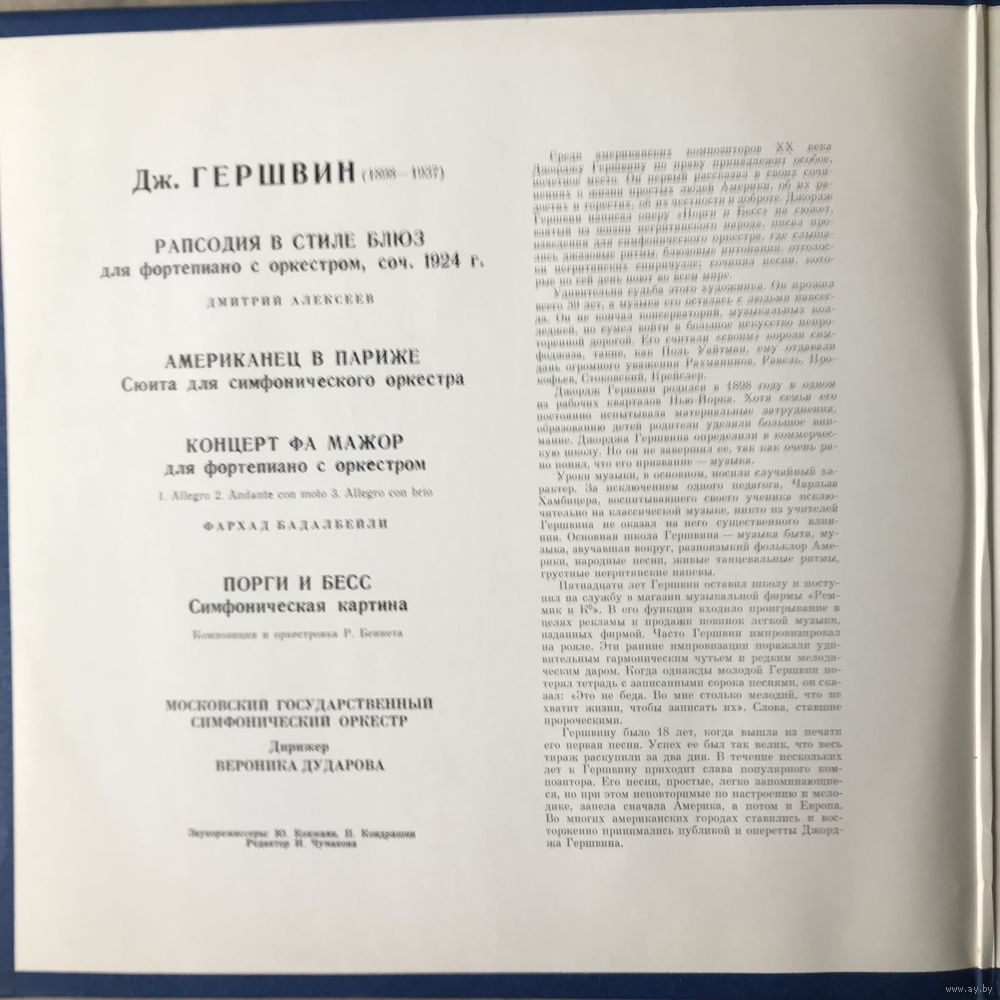 Дж. ГЕРШВИН (1898—1937)
РАПСОДИЯ В СТИЛЕ БЛЮЗ
для фортепиано с оркестром, соч. 1924 г.
ДМИТРИЙ АЛЕКСЕЕВ
АМЕРИКАНЕЦ В ПАРИЖЕ
Сюита для симфонического оркестра
КОНЦЕРТ ФА МАЖОР
для фортепиано с оркестром
1. Allegro 2. Andante con moto 3. Allegro con brio
ФАРХАД БАДАЛБЕЙЛИ
ПОРГИ И БЕСС
Симфоническая картина
Композиция и оркестровка Р. Беннета
МОСКОВСКИЙ ГОСУДАРСТВЕННЫЙ
СИМФОНИЧЕСКИЙ ОРКЕСТР
Дирижер
ВЕРОНИКА ДУДАРОВА
Звукорежиссеры: Ю. П. Кондрашин
Редактор И. Чумакова
Среди американских композиторов XX века
Джорджу Гершвину по праву принадлежит особое,
почетное место. Он первый рассказал в своих сочи-
нениях о жизни простых людей Америки, об их ра-
достях и горестях, об их честности и доброте. Джордж
Гершвин написал оперу «Порги и Бесс» на сюжет,
взятый из жизни негритянского народа, писал про-
изведения для симфонического оркестра, где слыша-
лись джазовые ритмы, блюзовые интонации, отголос-
ки негритянских спиричуэлс; сочинял песни, кото-
рые по сей день поют во всем мире.
Удивительна судьба этого художника. Он прожил
всего 39 лет, а музыка его осталась с людьми навсег-
да. Он не кончал консерваторий, музыкальных кол-
леджей, но сумел войти в большое искусство непро-
торенной дорогой. Его считали «своим» короли сим-
фоджаза, такие, как Поль Уайтман, ему отдавали
дань огромного уважения Рахманинов, Равель, Про-
кофьев, Стоковский, Крейслер.
Джордж Гершвин родился в 1898 году в одном
из рабочих кварталов Нью-Йорка. Хотя семья его
постоянно испытывала материальные затруднения,
образованию детей родители уделяли большое вни-
мание. Джорджа Гершвина определили в коммерчес-
кую школу. Но он не завершил ее, так как очень ра-
но понял, что его призвание — музыка.
Уроки музыки, в основном, носили случайный ха-
рактер. За исключением одного педагога, Чарльза
Хамбицера, воспитывавшего своего ученика исклю-
чительно на классической музыке, никто из учителей
Гершвина не оказал на него существенного влия-
ния. Основная школа Гершвина — музыка быта, му-
зыка, звучавшая вокруг, разноязыкий фольклор Аме-
рики, народные песни, живые танцевальные ритмы,
грустные негритянские напевы.
Пятнадцати лет Гершвин оставил школу и посту-
пил на службу в магазин музыкальной фирмы «Рем-
мик и К⁰». В его функции входило проигрывание в
целях рекламы и продажи новинок легкой музыки,
изданных фирмой. Часто Гершвин импровизировал
на рояле. Эти ранние импровизации поражали уди-
вительным гармоническим чутьем и редким мелоди-
ческим даром. Когда однажды молодой Гершвин по-
терял тетрадь с записанными сорока песнями, он ска-
зал: «Это не беда. Во мне столько мелодий, что не
хватит жизни, чтобы записать их». Слова, ставшие
пророческими.
Гершвину было 18 лет, когда вышла из печати
его первая песня. Успех ее был так велик, что весь
тираж раскупили за два дня. В течение нескольких
лет к Гершвину приходит слава популярного ком-
позитора. Его песни, простые, легко запоминающие-
ся, но при этом неповторимые по настроению и мело-
дике, запела сначала Америка, а потом и Европа.
Во многих американских городах ставились и вос-
торженно принимались публикой и оперетты Джорд-
жа Гершвина.
www.ay.by